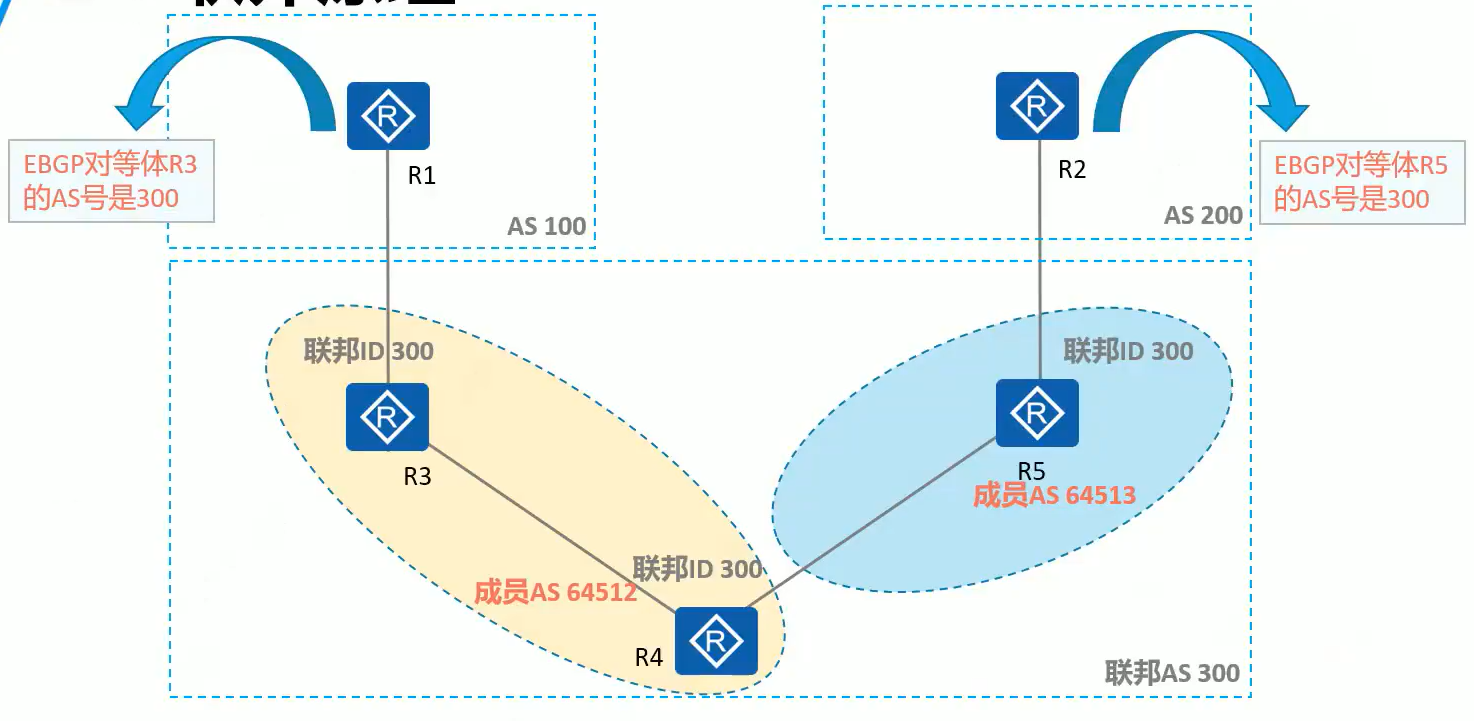 EBGP对等体R3
的AS号是300
R
R1
AS 100
R
R2
AS 200
EBGP对等体R5
的AS号是300
联邦ID 300
R
R3
联邦ID 300
R
R5
成员AS 64513
联邦ID 300
成员AS 64512
R
R4
联邦AS 300